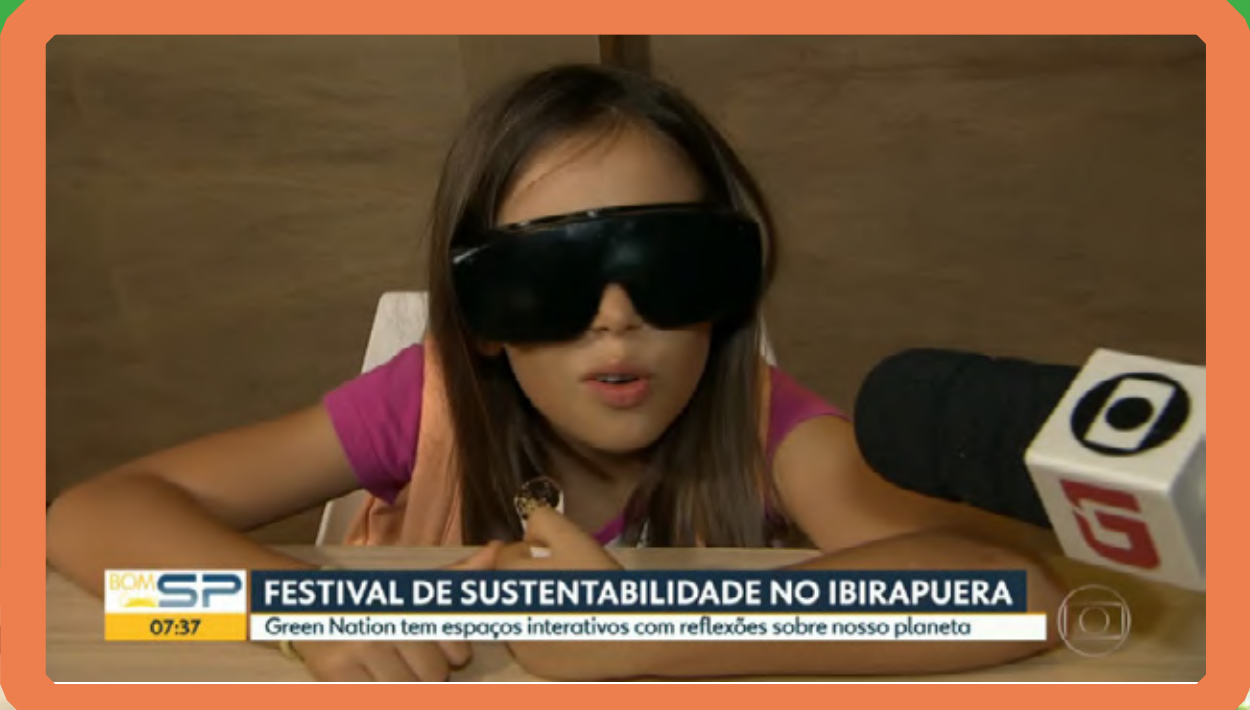 BOM
SP
FESTIVAL DE SUSTENTABILIDADE NO IBIRAPUERA
07:37
Green Nation tem espaços interativos com reflexões sobre nosso planeta
G